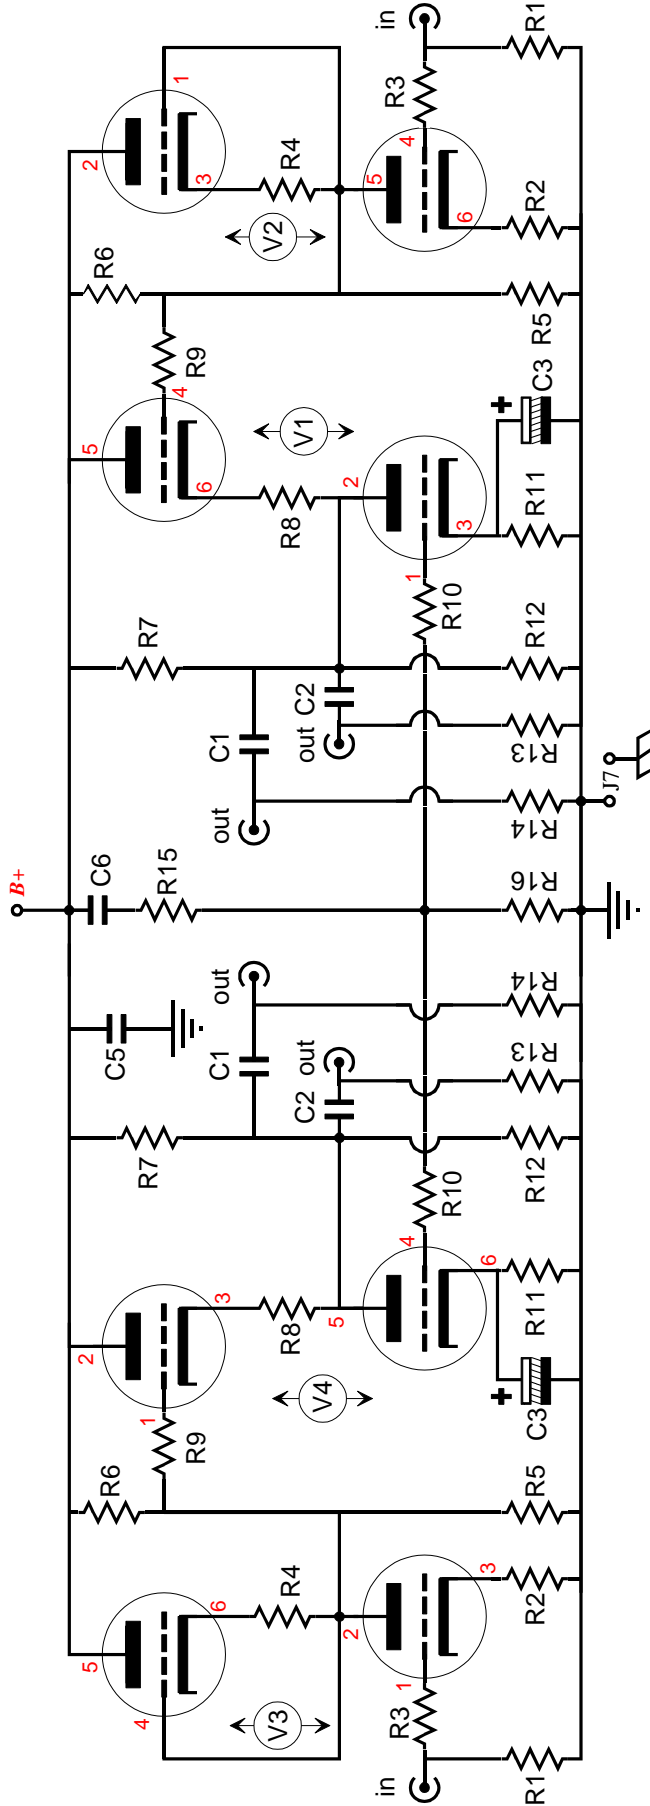 B+
5
2
5
2
R6
C5
C6
R6
4
1
R7
R15
R7
4
1
R9
R9
6
3
C1
out
out
C1
6
3
V3
R4
R8
C2
out
out
C2
R8
V1
V2
R4
V4
2
5
2
5
in
R3
1
4
1
4
R3
in
R10
R10
3
6
3
6
+
+
R1
R2
R5
C3
R11
R12
R13
R14
R16
R14
R13
R12
R11
C3
R5
R2
R1
J7